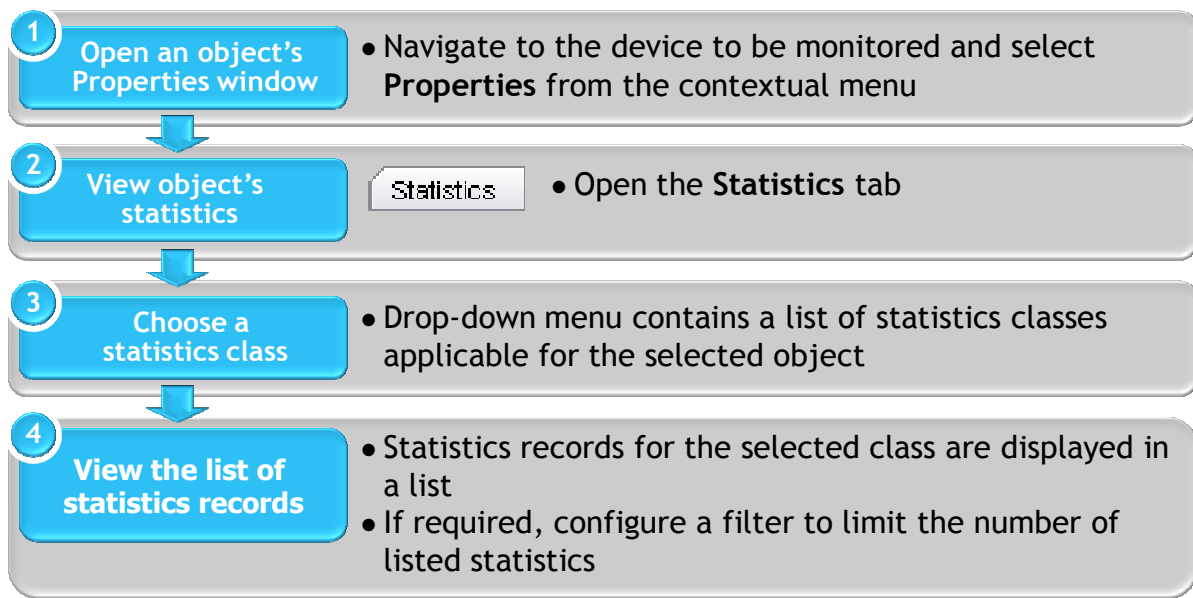 1
Open an object's
Properties window
• Navigate to the device to be monitored and select
Properties from the contextual menu
2
View object's
statistics
Statistics
• Open the Statistics tab
3
Choose a
statistics class
• Drop-down menu contains a list of statistics classes
applicable for the selected object
4
View the list of
statistics records
• Statistics records for the selected class are displayed in
a list
• If required, configure a filter to limit the number of
listed statistics